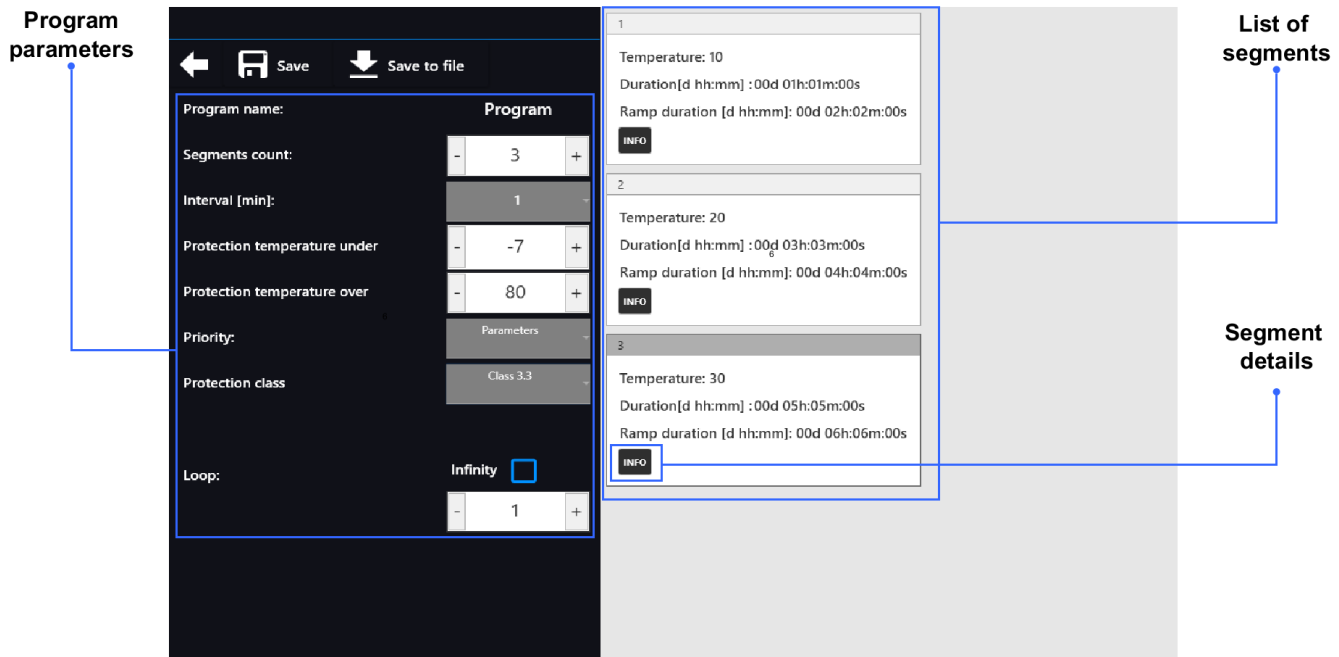 Program
parameters
Save
Save to file
Program name: Program
Segments count: - 3 +
Interval [min]: 1
Protection temperature under - -7 +
Protection temperature over - 80 +
Priority: Parameters
Protection class Class 3.3
Loop: Infinity
- 1 +
1
Temperature: 10
Duration[d hh:mm] :00d 01h:01m:00s
Ramp duration [d hh:mm]: 00d 02h:02m:00s
INFO
2
Temperature: 20
Duration[d hh:mm] :00d 03h:03m:00s
6
Ramp duration [d hh:mm]: 00d 04h:04m:00s
INFO
3
Temperature: 30
Duration[d hh:mm] :00d 05h:05m:00s
Ramp duration [d hh:mm]: 00d 06h:06m:00s
INFO
List of
segments
Segment
details